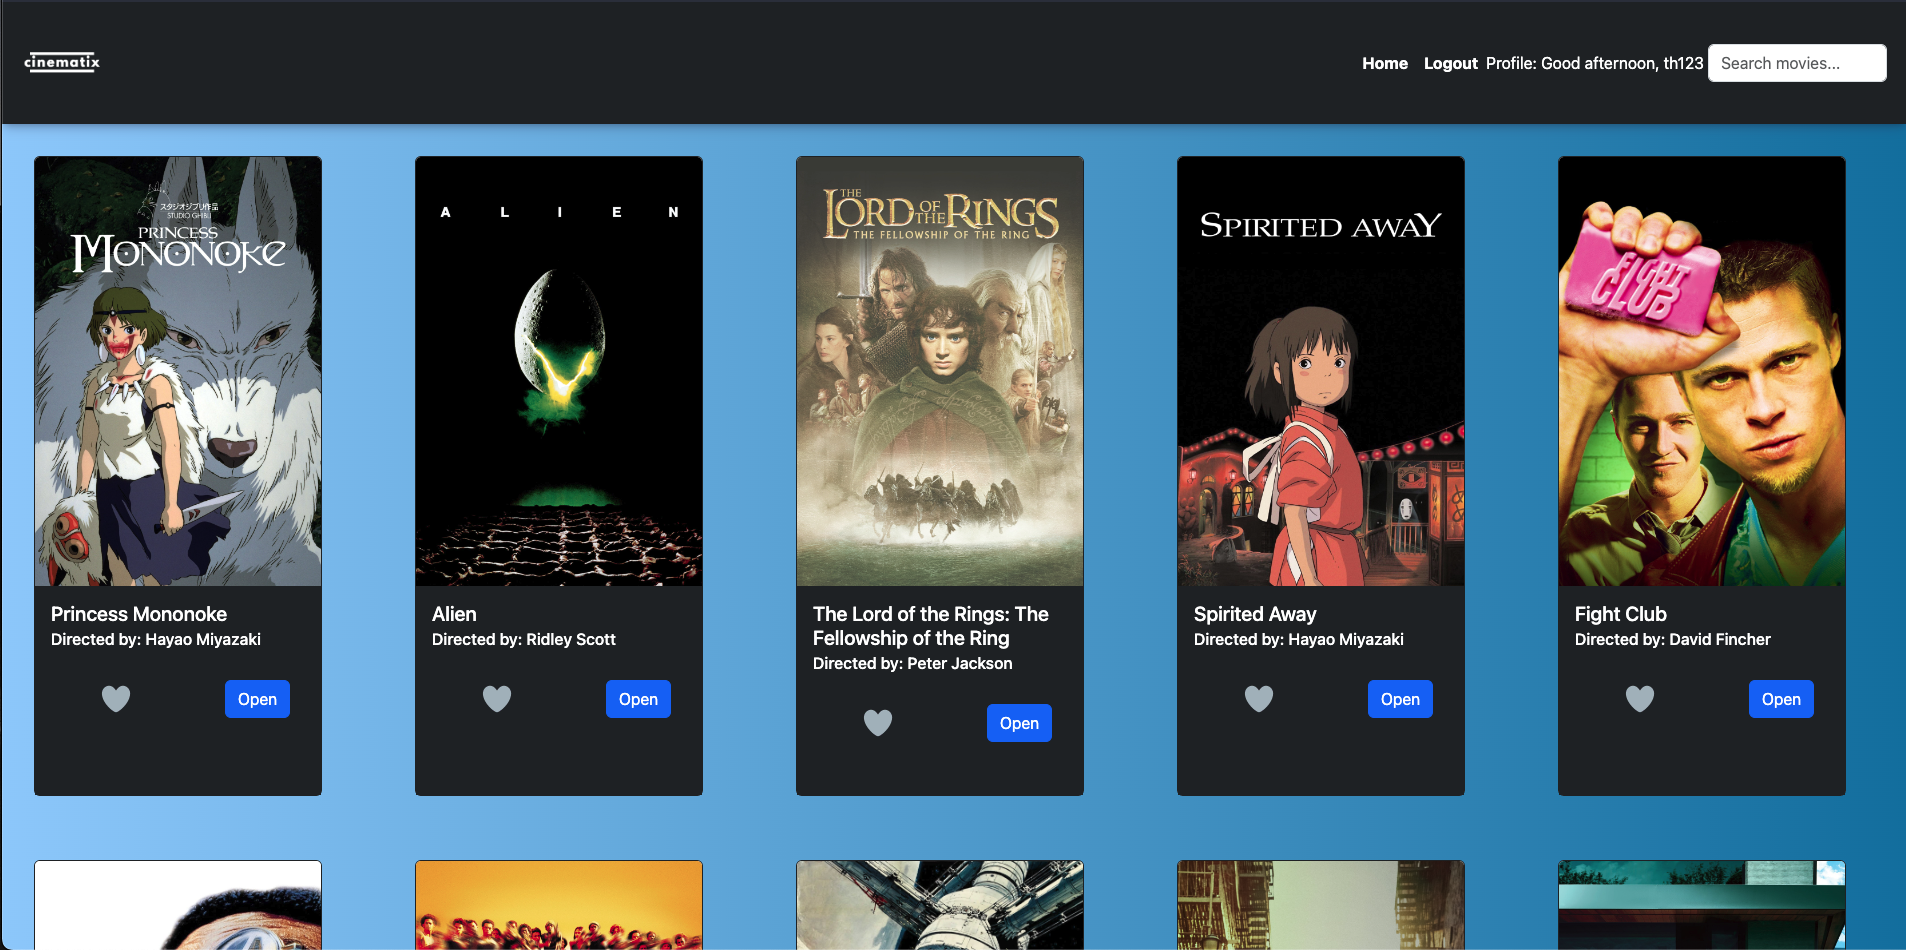 cinematix
Home Logout Profile: Good afternoon, th123 Search movies...
スタジオジブリ作品
STUDIO GHIBLI
PRINCESS
MONONOKE
A L I E N
THE
LORD OF THE RINGS
THE FELLOWSHIP OF THE RING
SPIRITED AWAY
FIGHT
CLUB
Princess Mononoke
Directed by: Hayao Miyazaki
Open
Alien
Directed by: Ridley Scott
Open
The Lord of the Rings: The
Fellowship of the Ring
Directed by: Peter Jackson
Open
Spirited Away
Directed by: Hayao Miyazaki
Open
Fight Club
Directed by: David Fincher
Open